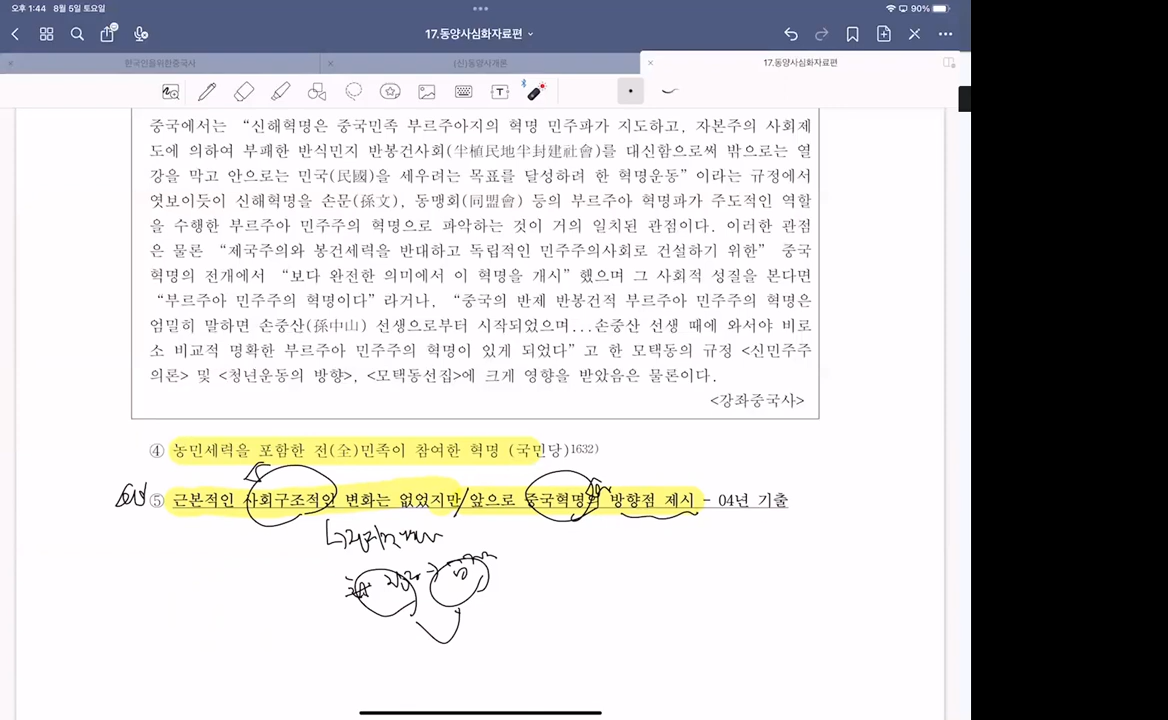 오후 1:44 8월 5일 토요일 90%
17.동양사심화자료편
한국인을위한중국사 (신)동양사개론 17.동양사심화자료편
중국에서는 “신해혁명은 중국민족 부르주아지의 혁명 민주파가 지도하고, 자본주의 사회제
도에 의하여 부패한 반식민지 반봉건사회(半植民地半封建社會)를 대신함으로써 밖으로는 열
강을 막고 안으로는 민국(民國)을 세우려는 목표를 달성하려 한 혁명운동” 이라는 규정에서
엿보이듯이 신해혁명을 손문(孫文), 동맹회(同盟會) 등의 부르주아 혁명파가 주도적인 역할
을 수행한 부르주아 민주주의 혁명으로 파악하는 것이 거의 일치된 관점이다. 이러한 관점
은 물론 “제국주의와 봉건세력을 반대하고 독립적인 민주주의사회로 건설하기 위한” 중국
혁명의 전개에서 “보다 완전한 의미에서 이 혁명을 개시” 했으며 그 사회적 성질을 본다면
“부르주아 민주주의 혁명이다” 라거나, “중국의 반제 반봉건적 부르주아 민주주의 혁명은
엄밀히 말하면 손중산(孫中山) 선생으로부터 시작되었으며...손중산 선생 때에 와서야 비로
소 비교적 명확한 부르주아 민주주의 혁명이 있게 되었다” 고 한 모택동의 규정 <신민주주
의론> 및 <청년운동의 방향>, <모택동선집>에 크게 영향을 받았음은 물론이다.
<강좌중국사>
④ 농민세력을 포함한 전(全)민족이 참여한 혁명 (국민당)1632)
⑤ 근본적인 사회구조적인 변화는 없었지만 앞으로 중국혁명의 방향점 제시 - 04년 기출